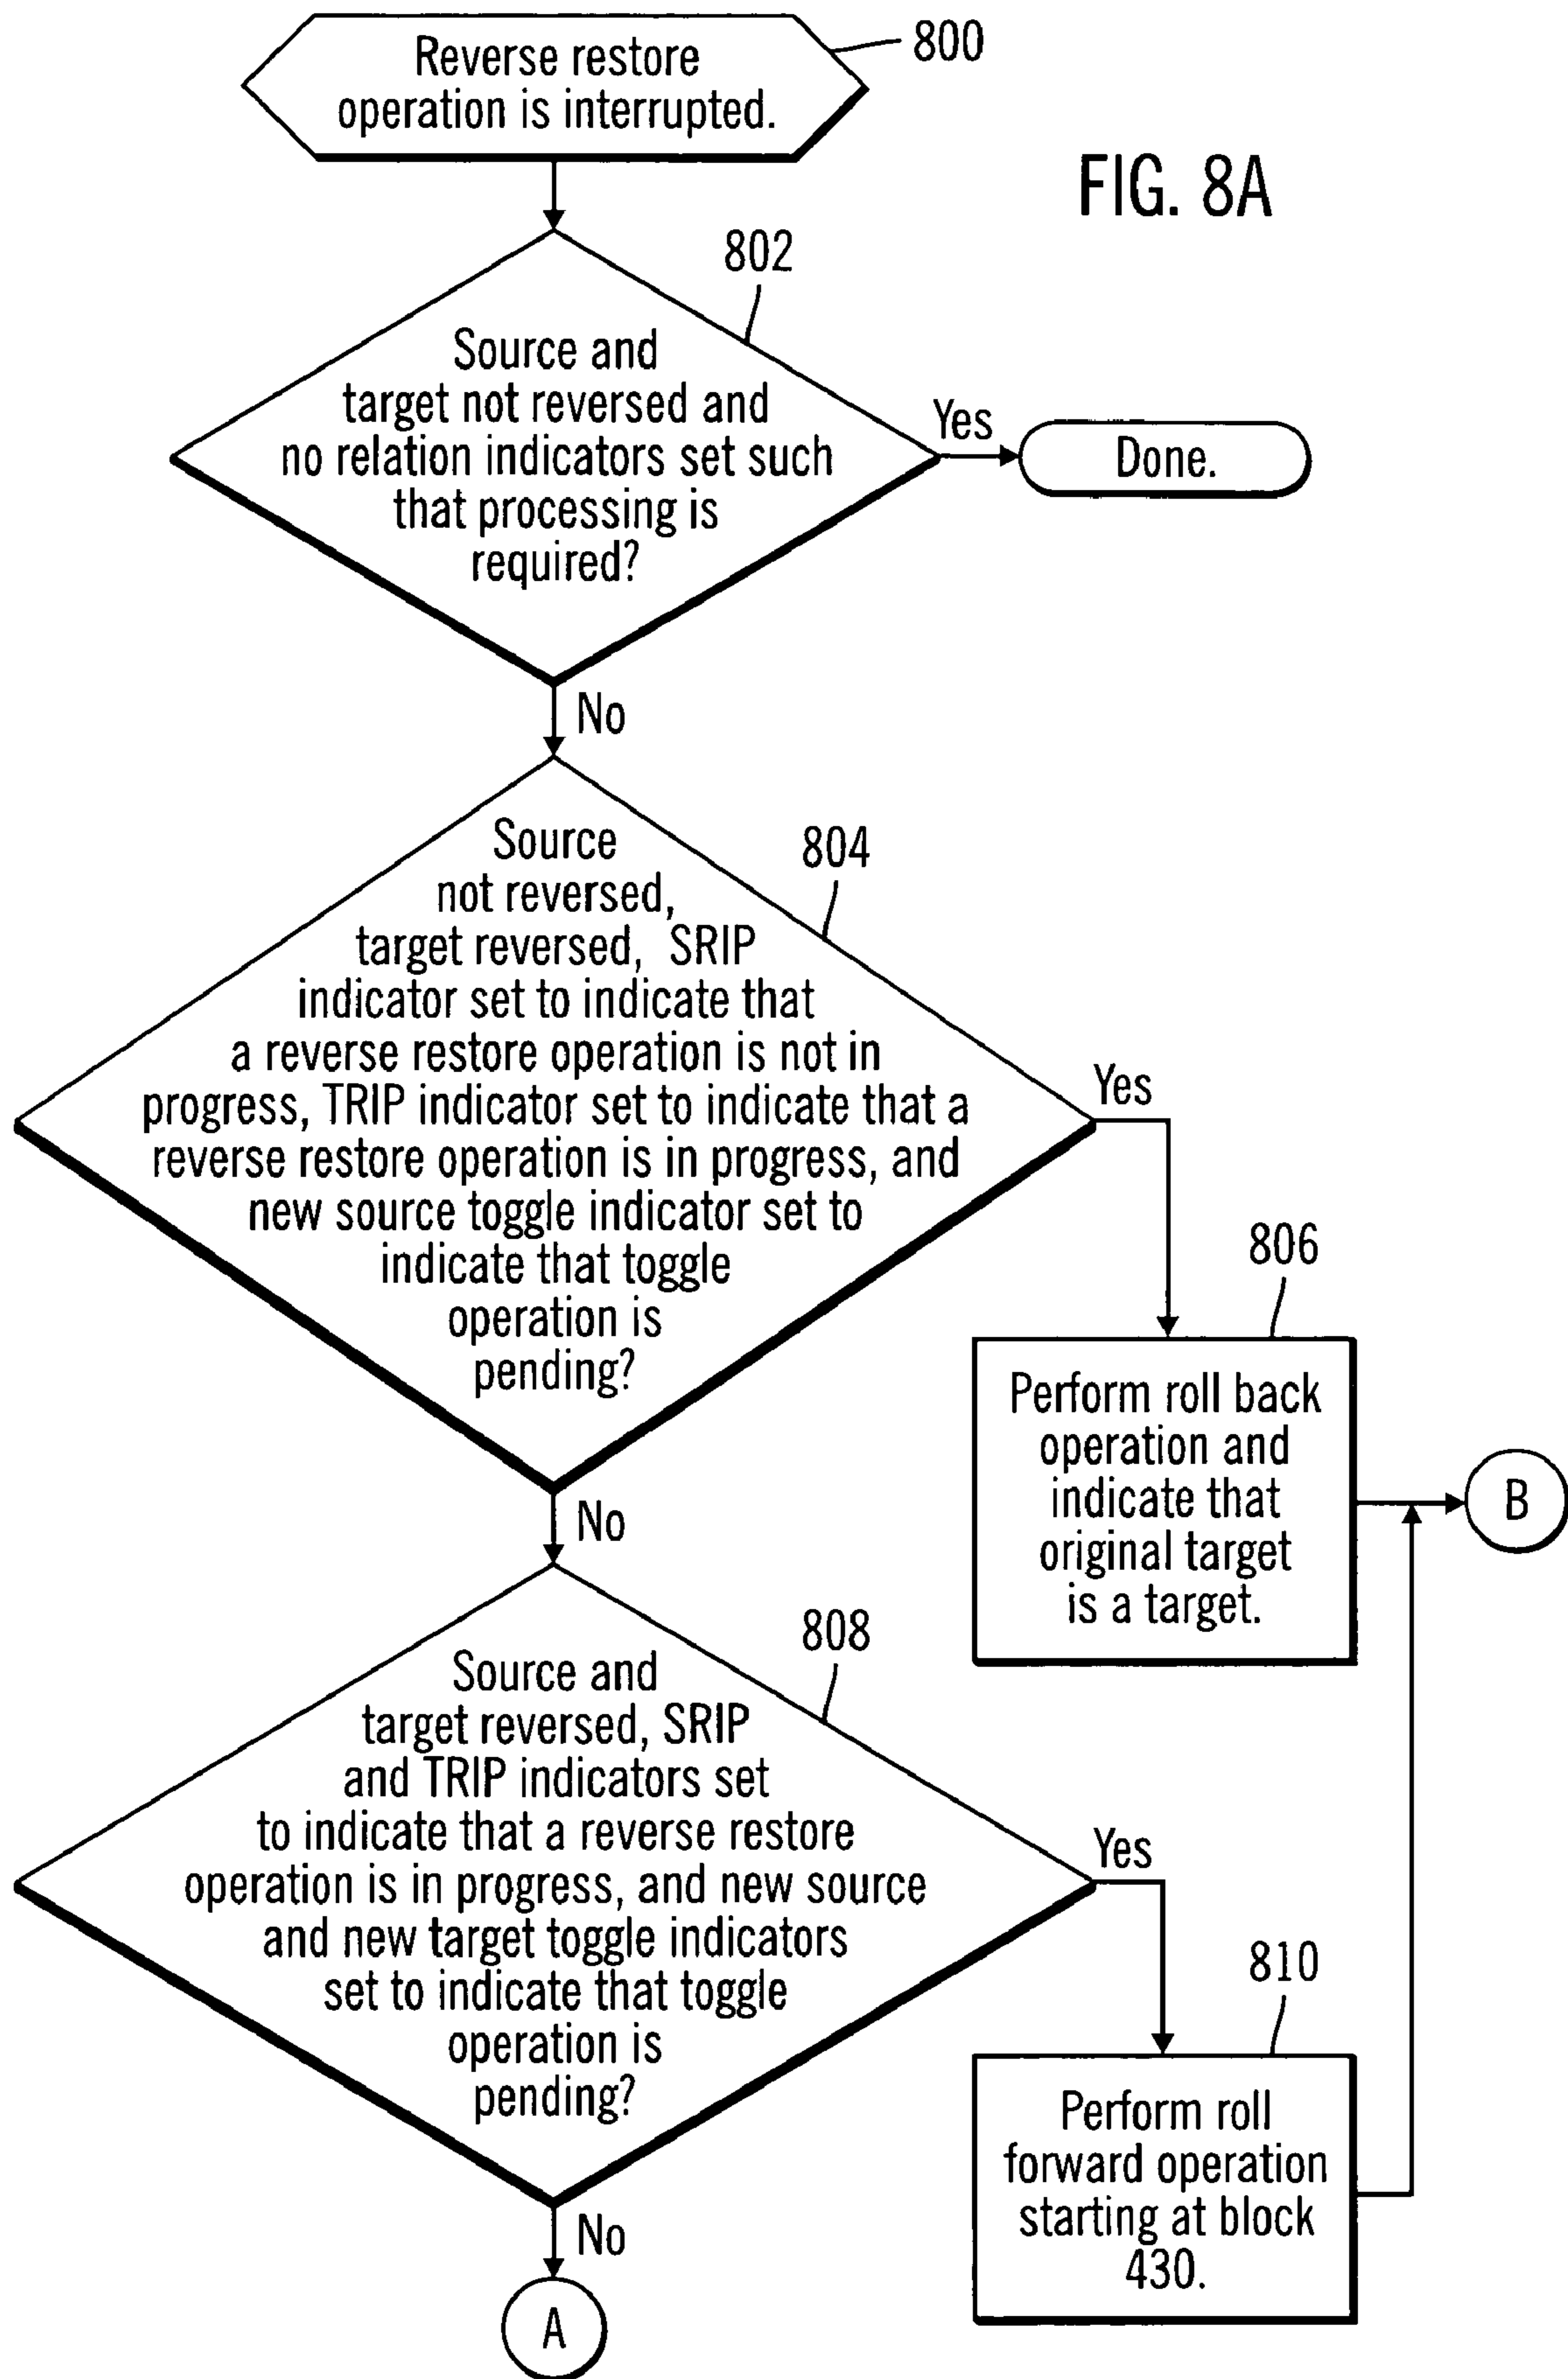 Reverse restore
operation is interrupted.
800
FIG. 8A
802
Source and
target not reversed and
no relation indicators set such
that processing is
required?
Yes
Done.
No
804
Source
not reversed,
target reversed, SRIP
indicator set to indicate that
a reverse restore operation is not in
progress, TRIP indicator set to indicate that a
reverse restore operation is in progress, and
new source toggle indicator set to
indicate that toggle
operation is
pending?
Yes
806
Perform roll back
operation and
indicate that
original target
is a target.
B
No
808
Source and
target reversed, SRIP
and TRIP indicators set
to indicate that a reverse restore
operation is in progress, and new source
and new target toggle indicators
set to indicate that toggle
operation is
pending?
Yes
810
Perform roll
forward operation
starting at block
430.
No
A